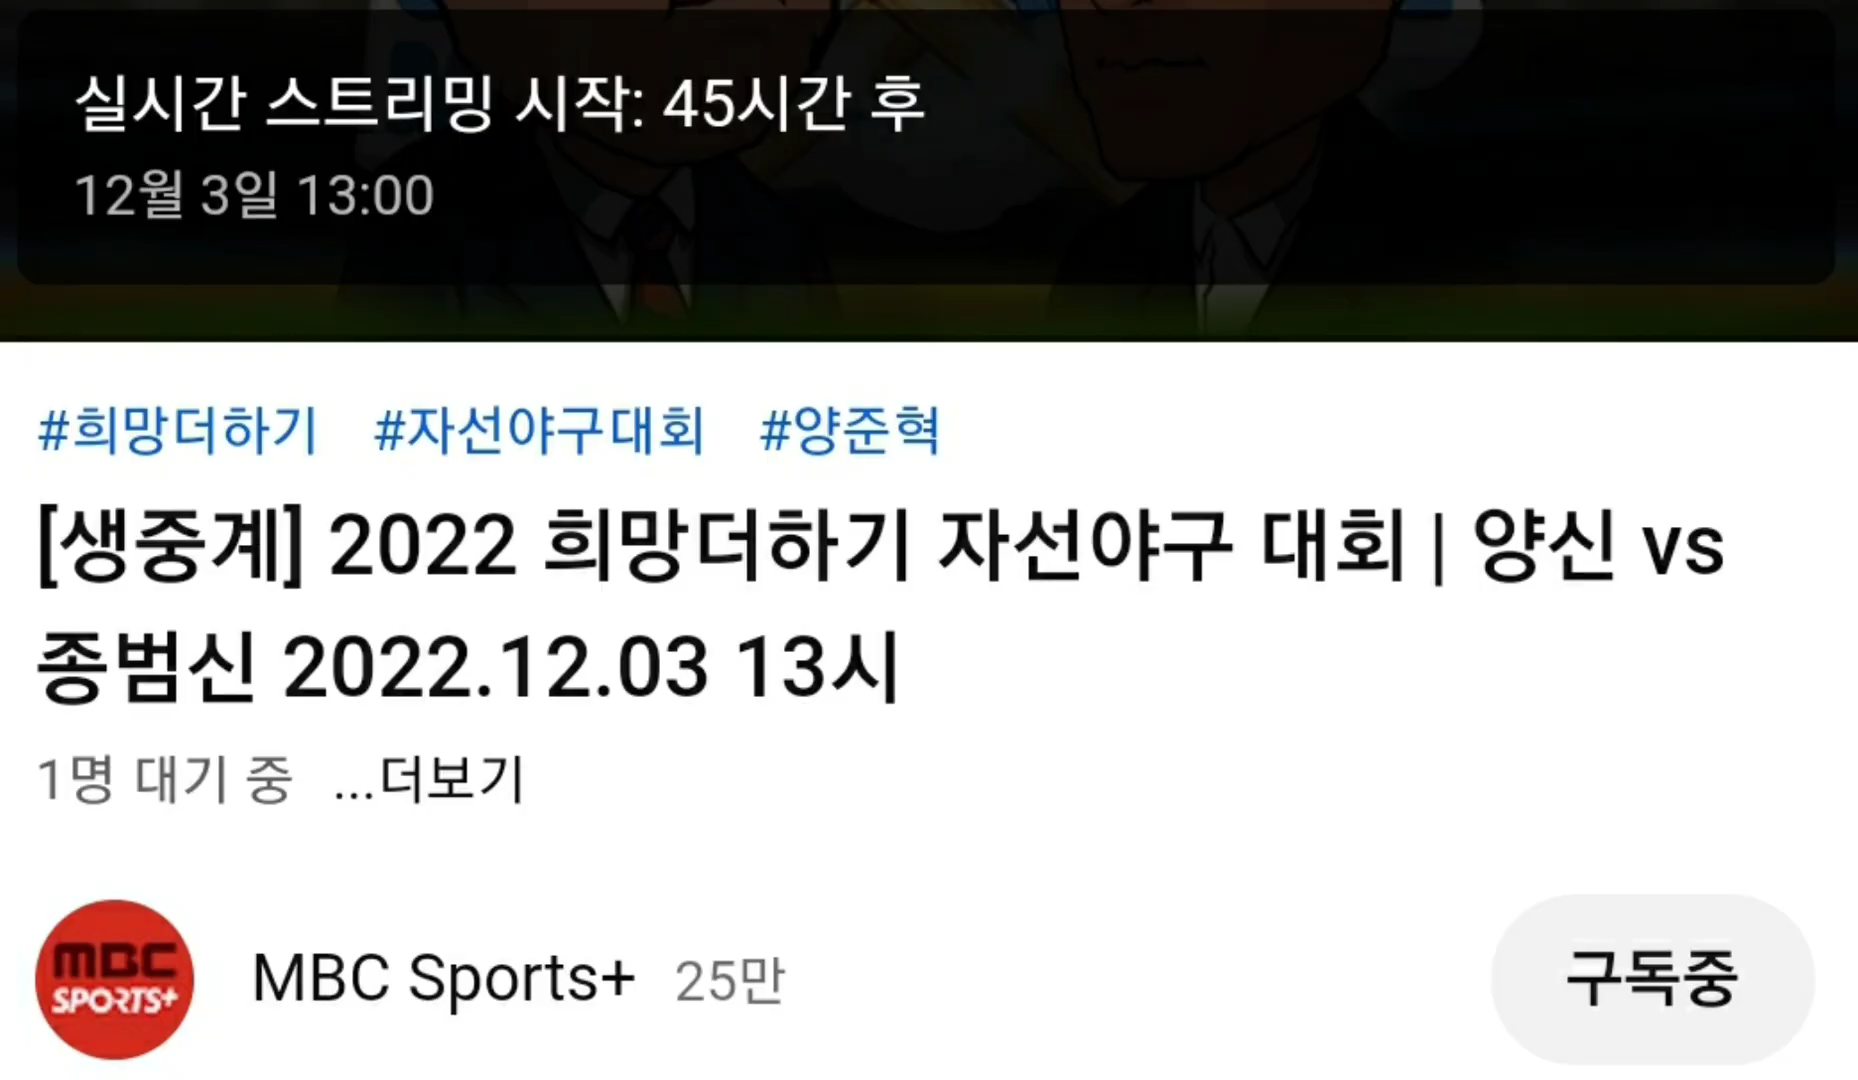 실시간 스트리밍 시작: 45시간 후
12월 3일 13:00
#희망더하기 #자선야구대회 #양준혁
[생중계] 2022 희망더하기 자선야구 대회 | 양신 vs
종범신 2022.12.03 13시
1명 대기 중 ...더보기
MBC SPORTS+
MBC Sports+ 25만
구독중